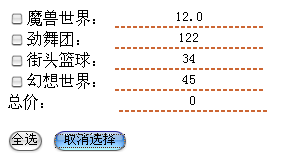 魔兽世界： 12.0
劲舞团： 122
街头篮球： 34
幻想世界： 45
总价： 0
全选 取消选择